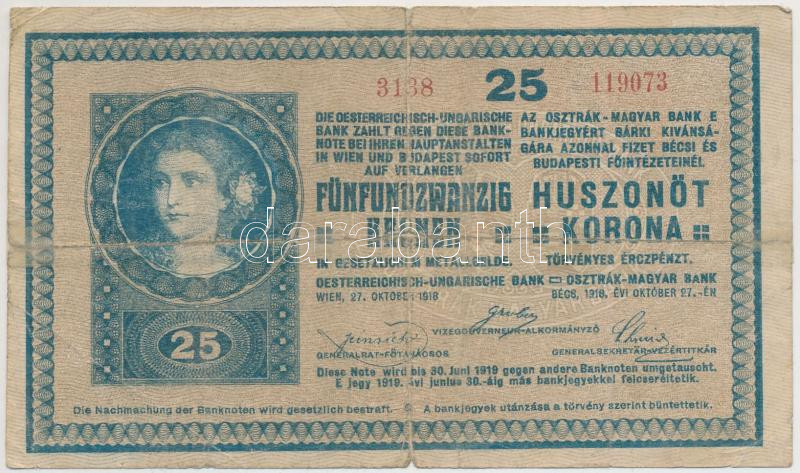 3138 25 119073
DIE OESTERREICHISCH-UNGARISCHE
BANK ZAHLT GEGEN DIESE BANK-
NOTE BEI IHREN HAUPTANSTALTEN
IN WIEN UND BUDAPEST SOFORT
AUF VERLANGEN
FÜNFUNDZWANZIG
KRONEN
IN GESETZLICHEM METALLGELDE.
OESTERREICHISCH-UNGARISCHE BANK
WIEN, 27. OKTOBER 1918
AZ OSZTRÁK-MAGYAR BANK E
BANKJEGYÉRT BÁRKI KIVÁNSÁ-
GÁRA AZONNAL FIZET BÉCSI ÉS
BUDAPESTI FŐINTÉZETEINÉL
HUSZONÖT
KORONA
TÖRVÉNYES ÉRCZPÉNZT.
OSZTRÁK-MAGYAR BANK
BÉCS, 1918. ÉVI OKTÓBER 27.-ÉN
darabanth
25
VIZEGOUVERNEUR-ALKORMÁNYZÓ
GENERALRAT-FŐTANÁCSOS
GENERALSEKRETÄR-VEZÉRTITKÁR
Diese Note wird bis 30. Juni 1919 gegen andere Banknoten umgetauscht.
E jegy 1919. évi junius 30.-áig más bankjegyekkel felcseréltetik.
Die Nachmachung der Banknoten wird gesetzlich bestraft. A bankjegyek utánzása a törvény szerint büntettetik.